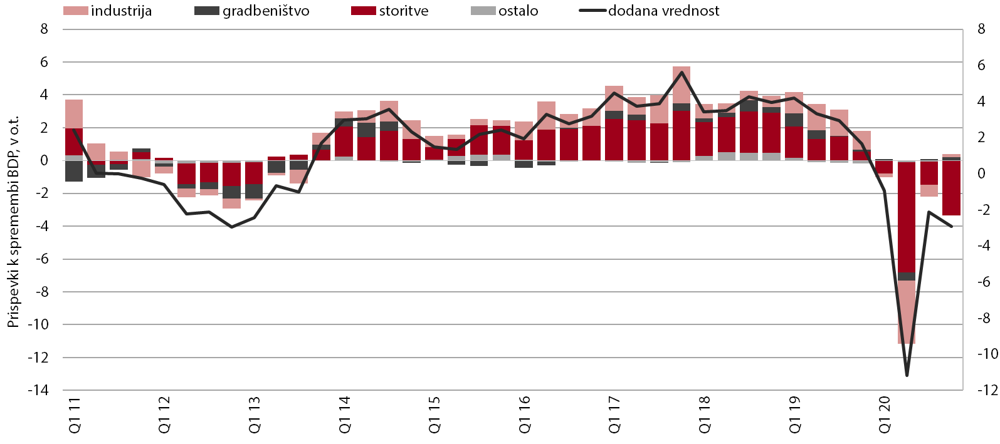 industrija gradbeništvo storitve ostalo dodana vrednost
Prispevki k spremembi BDP, v o.t.
8
6
4
2
0
-2
-4
-6
-8
-10
-12
-14
8
6
4
2
0
-2
-4
-6
-8
-10
-12
Q1 11
Q1 12
Q1 13
Q1 14
Q1 15
Q1 16
Q1 17
Q1 18
Q1 19
Q1 20